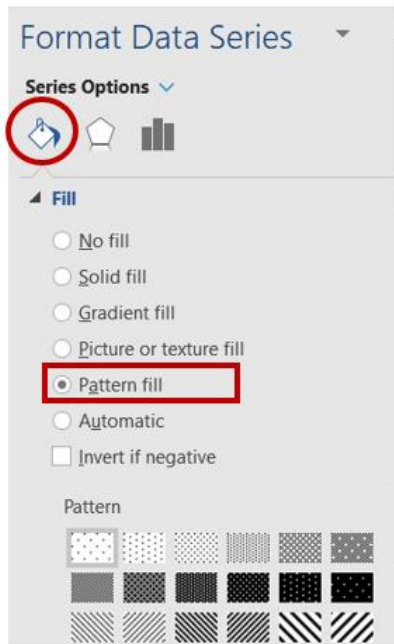 Format Data Series
Series Options
Fill
No fill
Solid fill
Gradient fill
Picture or texture fill
Pattern fill
Automatic
Invert if negative
Pattern